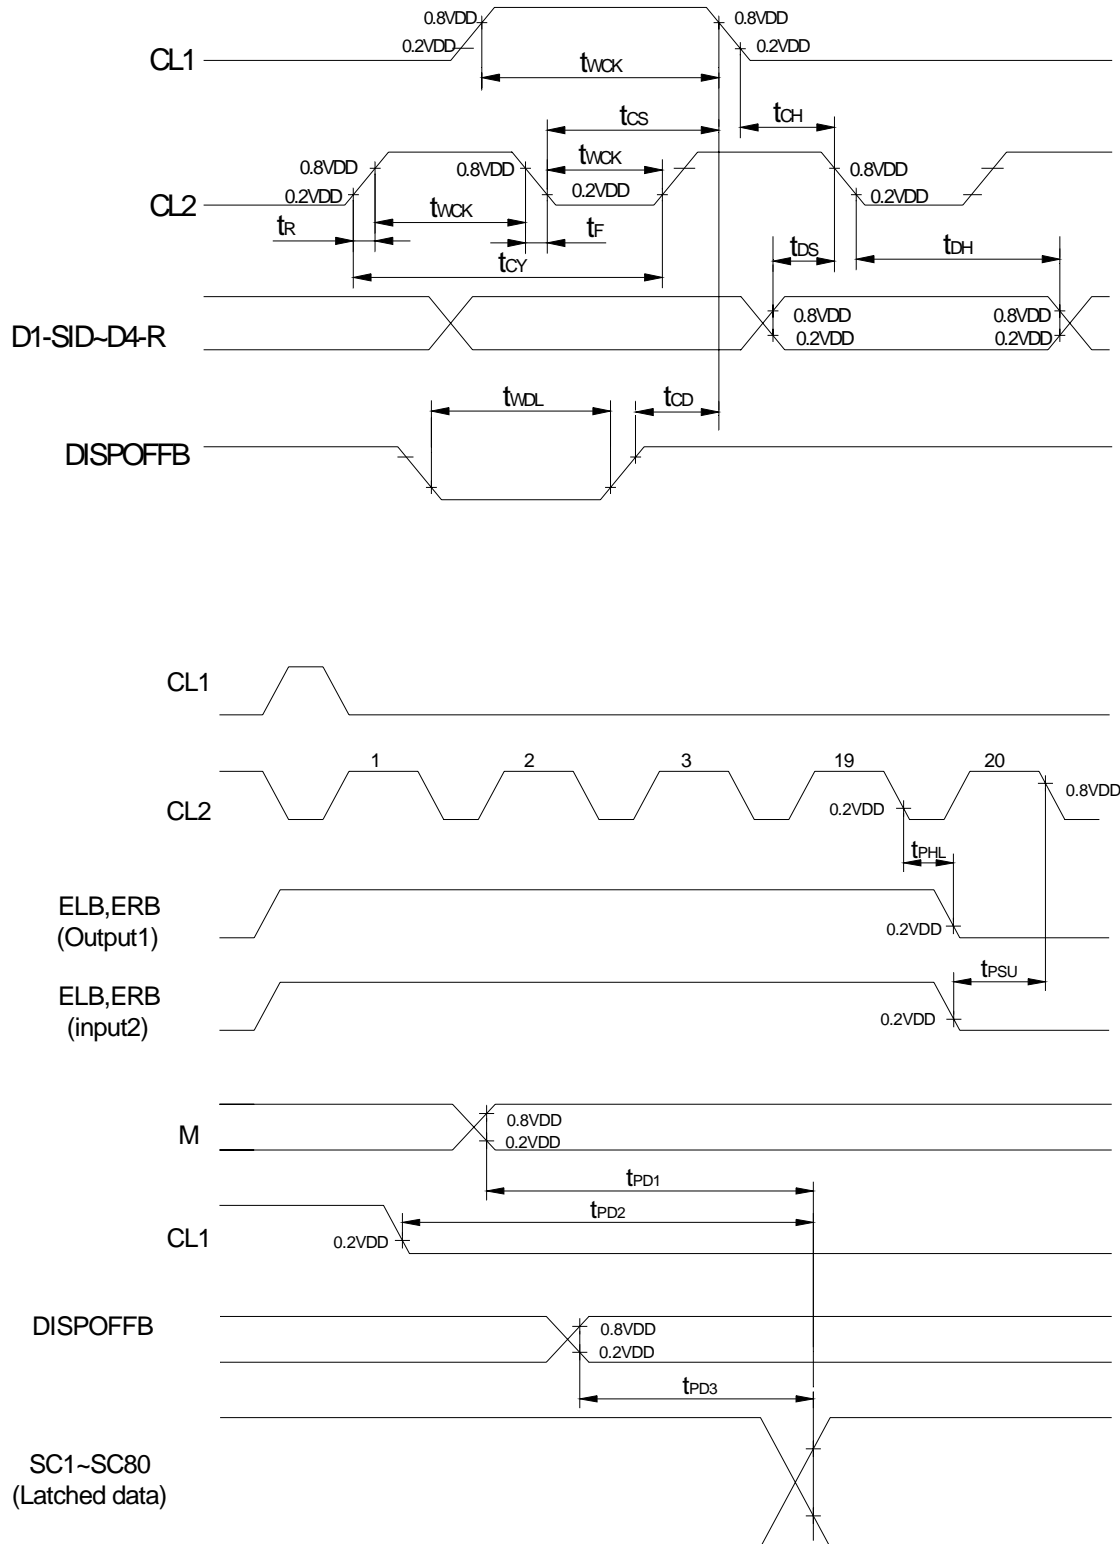 0.8VDD
0.8VDD
0.2VDD
0.2VDD
CL1
tWCK
tCS
tCH
tWCK
0.8VDD
0.8VDD
0.8VDD
0.2VDD
0.2VDD
0.2VDD
CL2
tWCK
tR
tF
tDS
tDH
tCY
0.8VDD
0.8VDD
D1-SID~D4-R
0.2VDD
0.2VDD
tWDL
tCD
DISPOFFB
CL1
1
2
3
19
20
0.8VDD
0.2VDD
CL2
tPHL
ELB,ERB
(Output1)
0.2VDD
tPSU
ELB,ERB
(input2)
0.2VDD
0.8VDD
M
0.2VDD
tPD1
tPD2
CL1
0.2VDD
DISPOFFB
0.8VDD
0.2VDD
tPD3
SC1~SC80
(Latched data)